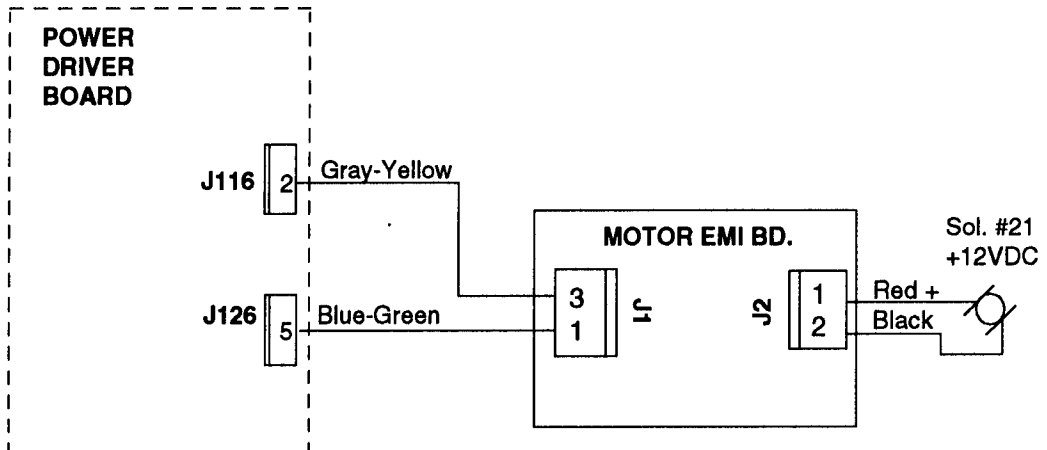 POWER
DRIVER
BOARD
J116
2
Gray-Yellow
J126
5
Blue-Green
MOTOR EMI BD.
3
1
J1
J2
1
2
Red +
Black
Sol. #21
+12VDC